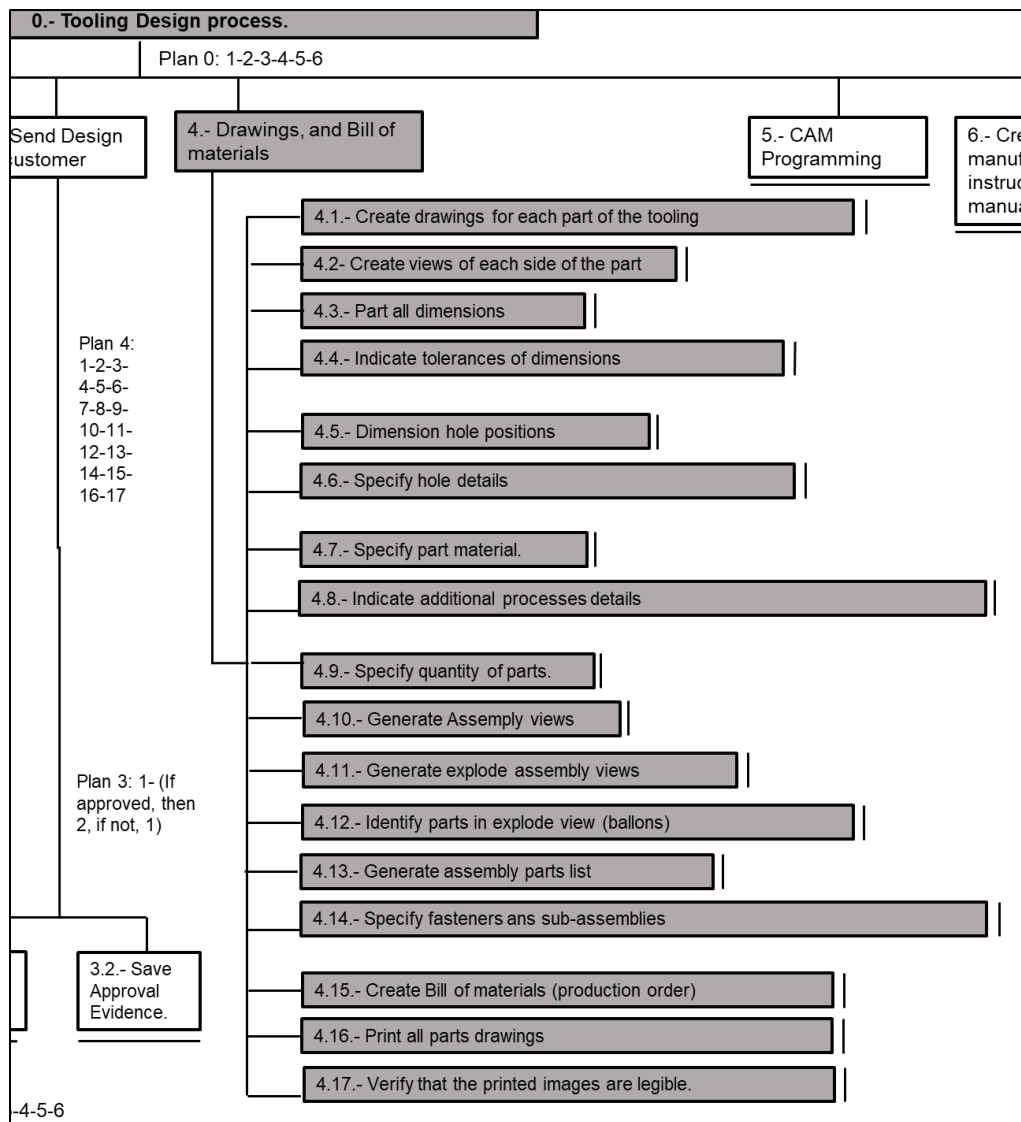 0.- Tooling Design process.
Plan 0: 1-2-3-4-5-6
Send Design
customer
4.- Drawings, and Bill of
materials
5.- CAM
Programming
6.- Cre
manuf
instruc
manua
4.1.- Create drawings for each part of the tooling
4.2- Create views of each side of the part
4.3.- Part all dimensions
4.4.- Indicate tolerances of dimensions
Plan 4:
1-2-3-
4-5-6-
7-8-9-
10-11-
12-13-
14-15-
16-17
4.5.- Dimension hole positions
4.6.- Specify hole details
4.7.- Specify part material.
4.8.- Indicate additional processes details
4.9.- Specify quantity of parts.
4.10.- Generate Assemply views
4.11.- Generate explode assembly views
Plan 3: 1- (If
approved, then
2, if not, 1)
4.12.- Identify parts in explode view (ballons)
4.13.- Generate assembly parts list
4.14.- Specify fasteners ans sub-assemblies
3.2.- Save
Approval
Evidence.
4.15.- Create Bill of materials (production order)
4.16.- Print all parts drawings
4.17.- Verify that the printed images are legible.
-4-5-6